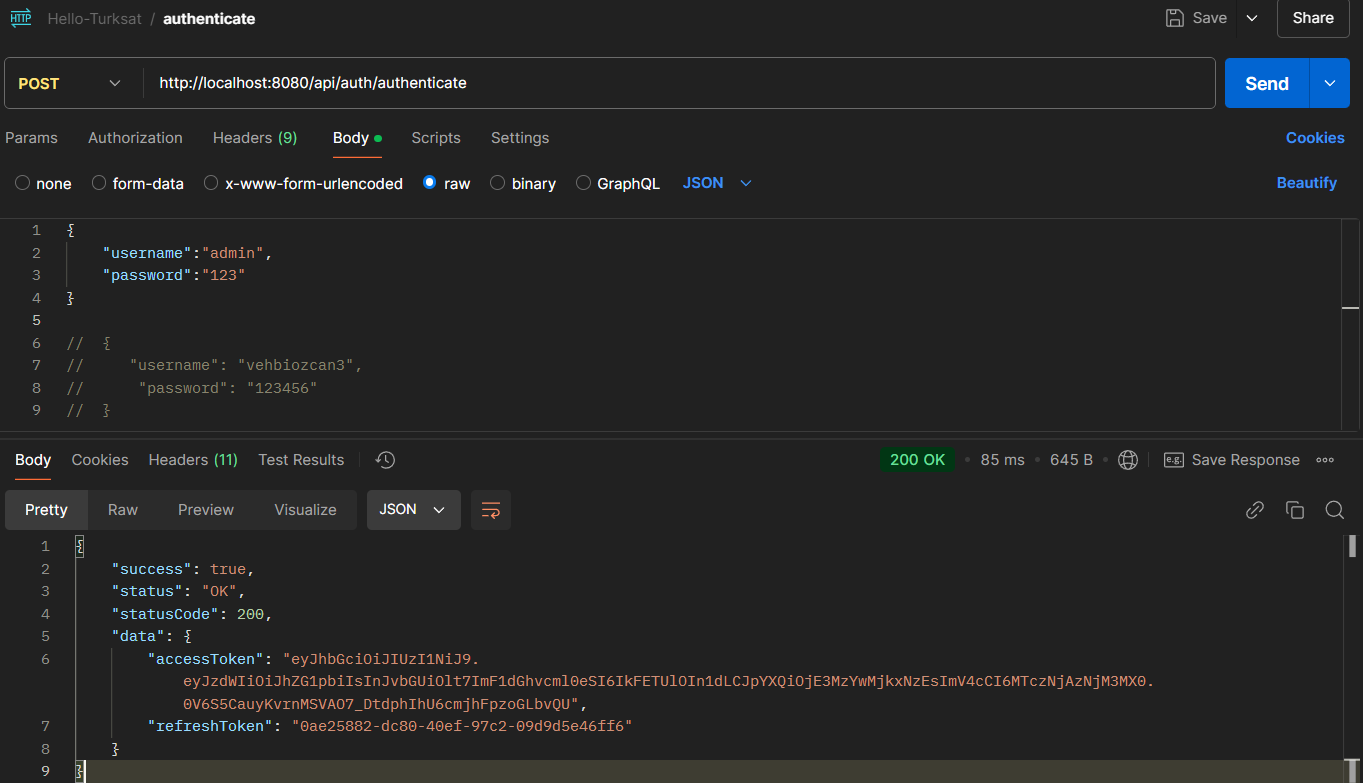 HTTP Hello-Turksat / authenticate Save Share
POST http://localhost:8080/api/auth/authenticate Send
Params Authorization Headers (9) Body Scripts Settings Cookies
none form-data x-www-form-urlencoded raw binary GraphQL JSON Beautify
1 {
2 "username":"admin",
3 "password":"123"
4 }
5
6 // {
7 // "username": "vehbiozcan3",
8 // "password": "123456"
9 // }
Body Cookies Headers (11) Test Results 200 OK • 85 ms • 645 B • e.g. Save Response
Pretty Raw Preview Visualize JSON
1 {
2 "success": true,
3 "status": "OK",
4 "statusCode": 200,
5 "data": {
6 "accessToken": "eyJhbGciOiJIUzI1NiJ9.
eyJzdWIiOiJhZG1pbiIsInJvbGUiOlt7ImF1dGhvcml0eSI6IkFETUlOIn1dLCJpYXQiOjE3MzYwMjkxNzEsImV4cCI6MTczNjAzNjM3MX0.
0V6S5CauyKvrnMSVAO7_DtdphIhU6cmjhFpzoGLbvQU",
7 "refreshToken": "0ae25882-dc80-40ef-97c2-09d9d5e46ff6"
8 }
9 }